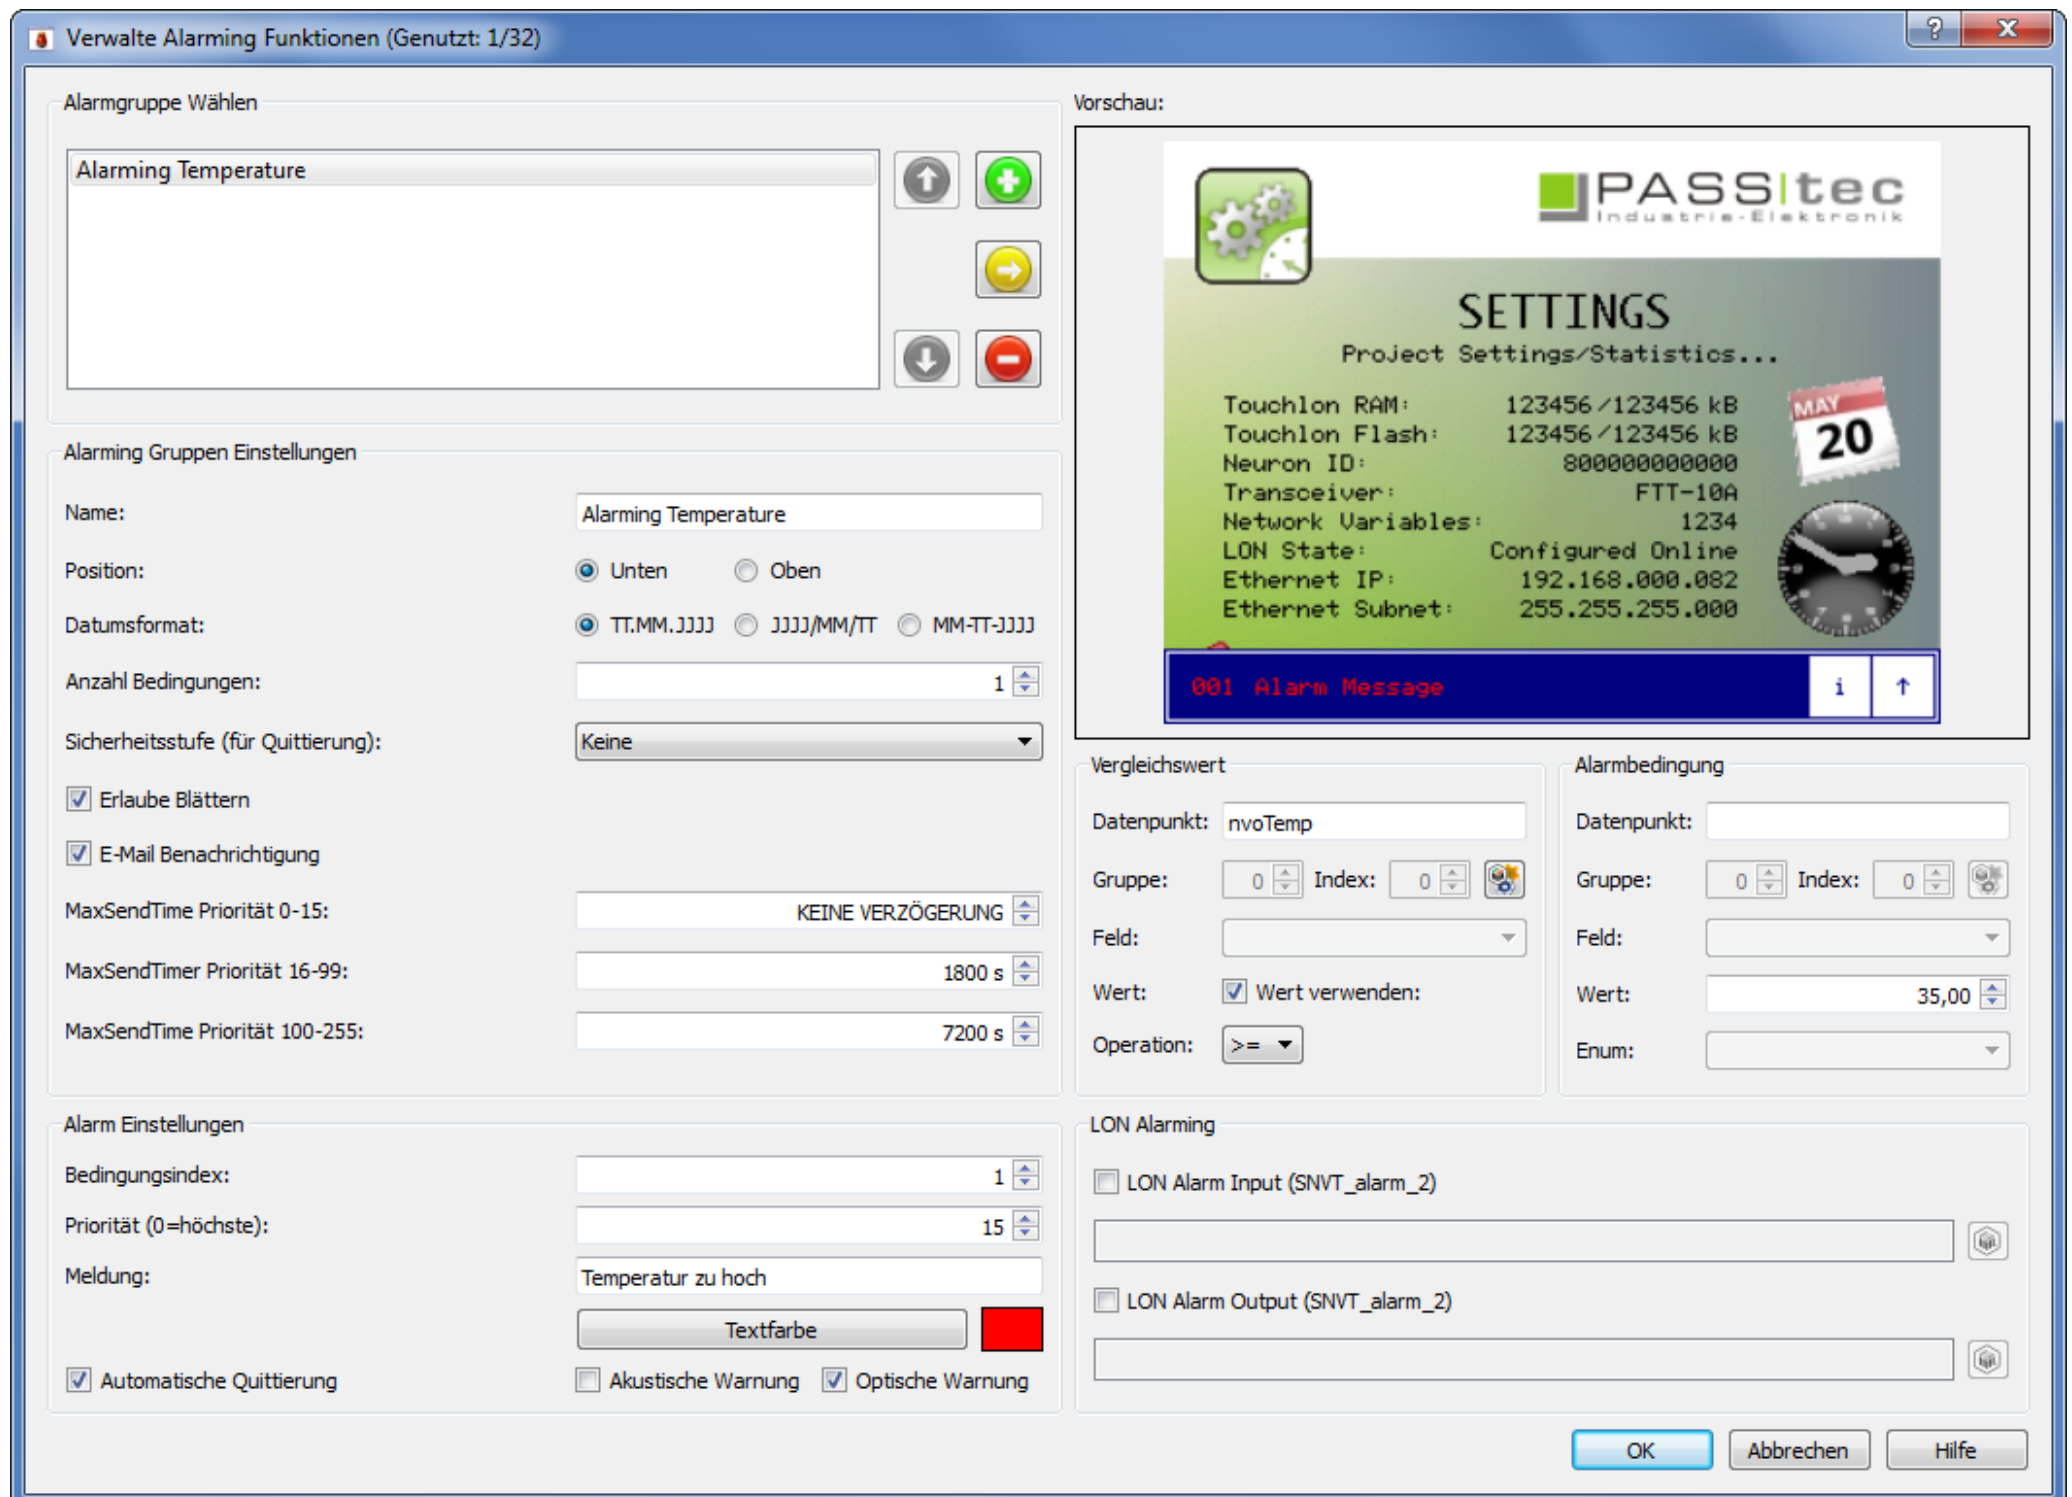 Verwalte Alarming Funktionen (Genutzt: 1/32)
Alarmgruppe Wählen
Alarming Temperature
Alarming Gruppen Einstellungen
Name: Alarming Temperature
Position: Unten Oben
Datumsformat: TT.MM.JJJJ JJJJ/MM/TT MM-TT-JJJJ
Anzahl Bedingungen: 1
Sicherheitsstufe (für Quittierung): Keine
Erlaube Blättern
E-Mail Benachrichtigung
MaxSendTime Priorität 0-15: KEINE VERZÖGERUNG
MaxSendTimer Priorität 16-99: 1800 s
MaxSendTime Priorität 100-255: 7200 s
Alarm Einstellungen
Bedingungsindex: 1
Priorität (0=höchste): 15
Meldung: Temperatur zu hoch
Textfarbe
Automatische Quittierung Akustische Warnung Optische Warnung
Vorschau:
PASSItec
Industrie-Elektronik
SETTINGS
Project Settings/Statistics...
Touchlon RAM: 123456/123456 kB
Touchlon Flash: 123456/123456 kB
Neuron ID: 800000000000
Transceiver: FTT-10A
Network Variables: 1234
LON State: Configured Online
Ethernet IP: 192.168.000.082
Ethernet Subnet: 255.255.255.000
MAY
20
001 Alarm Message i ↑
Vergleichswert
Datenpunkt: nvoTemp
Gruppe: 0 Index: 0
Feld:
Wert: Wert verwenden:
Operation: >=
Alarmbedingung
Datenpunkt:
Gruppe: 0 Index: 0
Feld:
Wert: 35,00
Enum:
LON Alarming
LON Alarm Input (SNVT_alarm_2)
LON Alarm Output (SNVT_alarm_2)
OK Abbrechen Hilfe